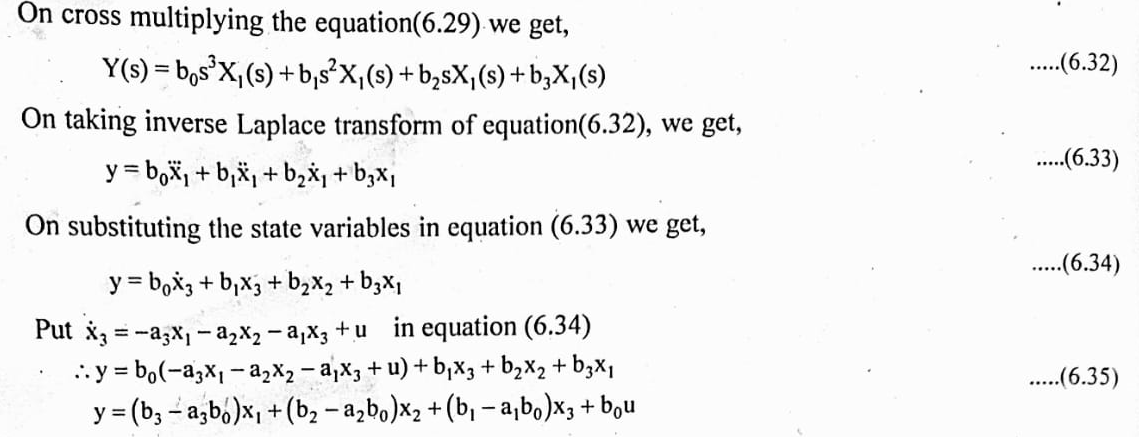 On cross multiplying the equation(6.29) we get,
Y(s) = b₀s³X₁(s) + b₁s²X₁(s) + b₂sX₁(s) + b₃X₁(s) .....(6.32)
On taking inverse Laplace transform of equation(6.32), we get,
y = b₀x⃛₁ + b₁ẍ₁ + b₂ẋ₁ + b₃x₁ .....(6.33)
On substituting the state variables in equation (6.33) we get,
y = b₀ẋ₃ + b₁x₃ + b₂x₂ + b₃x₁ .....(6.34)
Put ẋ₃ = −a₃x₁ − a₂x₂ − a₁x₃ + u in equation (6.34)
∴ y = b₀(−a₃x₁ − a₂x₂ − a₁x₃ + u) + b₁x₃ + b₂x₂ + b₃x₁
y = (b₃ − a₃b₀)x₁ + (b₂ − a₂b₀)x₂ + (b₁ − a₁b₀)x₃ + b₀u .....(6.35)